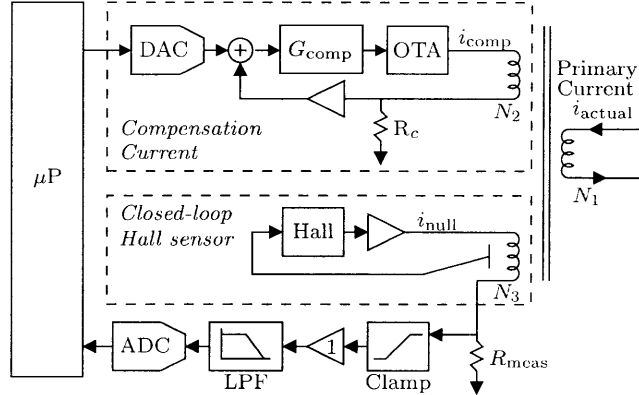 μP
DAC
+
G_comp
OTA
i_comp
N_2
R_c
Compensation
Current
Primary
Current
i_actual
N_1
Closed-loop
Hall sensor
Hall
i_null
N_3
ADC
LPF
1
Clamp
R_meas